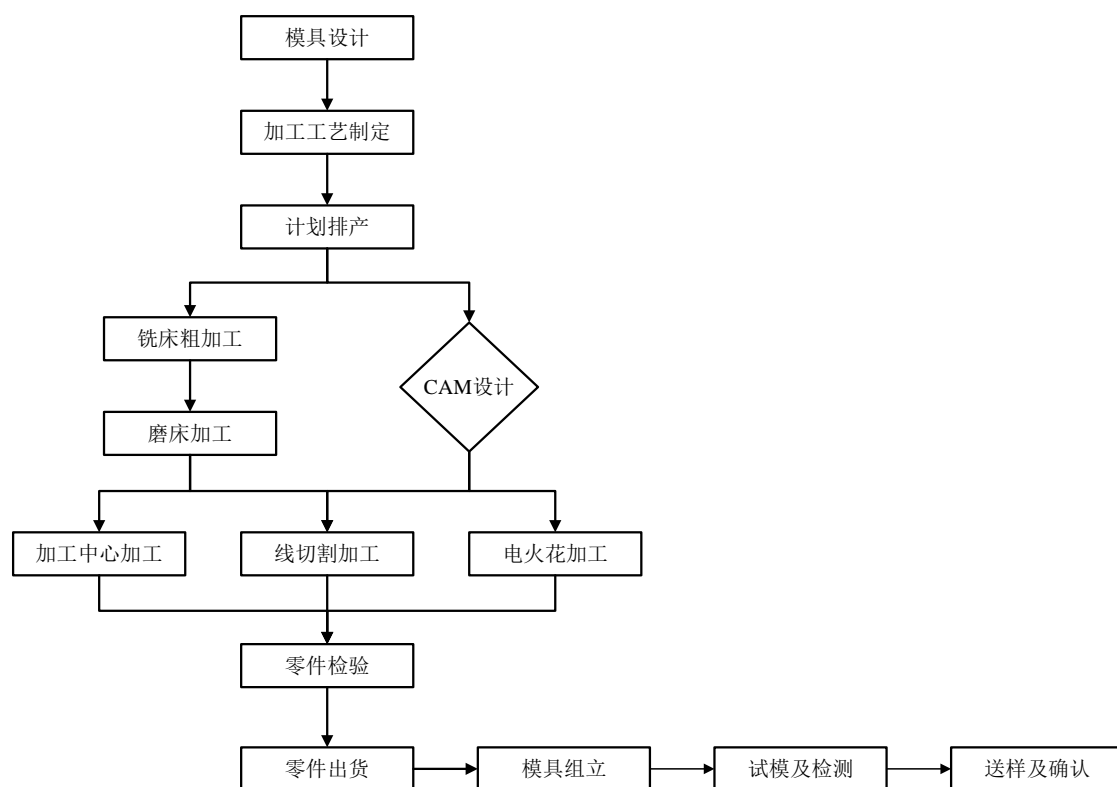 模具设计
加工工艺制定
计划排产
铣床粗加工
CAM设计
磨床加工
加工中心加工
线切割加工
电火花加工
零件检验
零件出货
模具组立
试模及检测
送样及确认